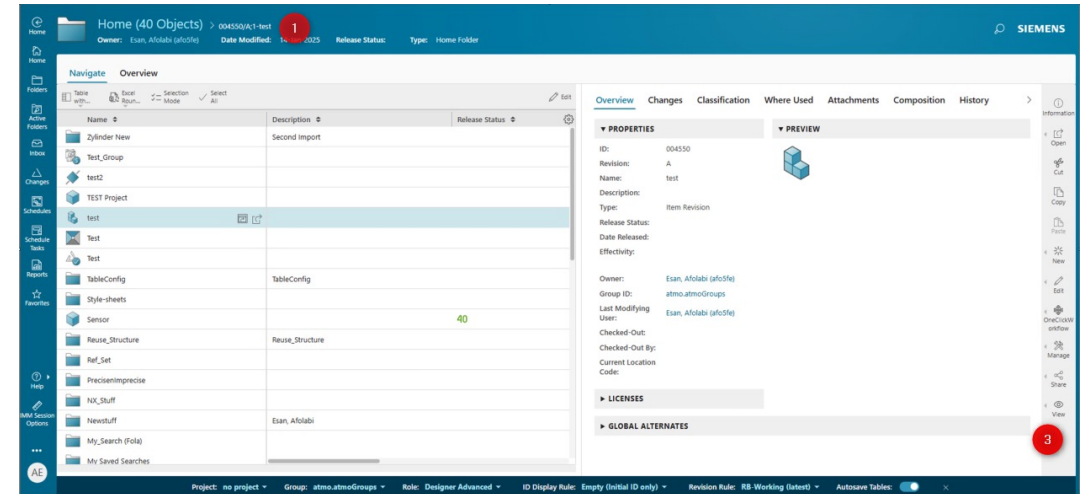 Home
Home (40 Objects) > 004550/A;1-test
1
SIEMENS
Owner: Esan, Afolabi (afo5fe) Date Modified: 2025 Release Status: Type: Home Folder
Home
Folders
Active Folders
Inbox
Changes
Schedules
Schedule Tasks
Reports
Favorites
Help
IMM Session Options
...
AE
Navigate Overview
Table with... Excel Roun... Selection Mode Select All Edit
Name Description Release Status
Zylinder New Second Import
Test_Group
test2
TEST Project
test
Test
Test
TableConfig TableConfig
Style-sheets
Sensor 40
Reuse_Structure Reuse_Structure
Ref_Set
PrecisenImprecise
NX_Stuff
Newstuff Esan, Afolabi
My_Search (Fola)
My Saved Searches
Overview Changes Classification Where Used Attachments Composition History
PROPERTIES
ID: 004550
Revision: A
Name: test
Description:
Type: Item Revision
Release Status:
Date Released:
Effectivity:
Owner: Esan, Afolabi (afo5fe)
Group ID: atmo.atmoGroups
Last Modifying User: Esan, Afolabi (afo5fe)
Checked-Out:
Checked-Out By:
Current Location Code:
LICENSES
GLOBAL ALTERNATES
PREVIEW
Information
Open
Cut
Copy
Paste
New
Edit
OneClickWorkflow
Manage
Share
View
3
Project: no project Group: atmo.atmoGroups Role: Designer Advanced ID Display Rule: Empty (Initial ID only) Revision Rule: RB-Working (latest) Autosave Tables: